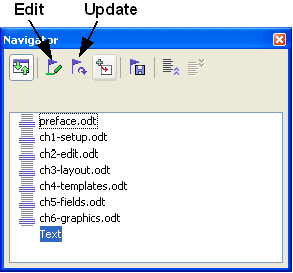 Edit Update
Navigator
preface.odt
ch1-setup.odt
ch2-edit.odt
ch3-layout.odt
ch4-templates.odt
ch5-fields.odt
ch6-graphics.odt
Text